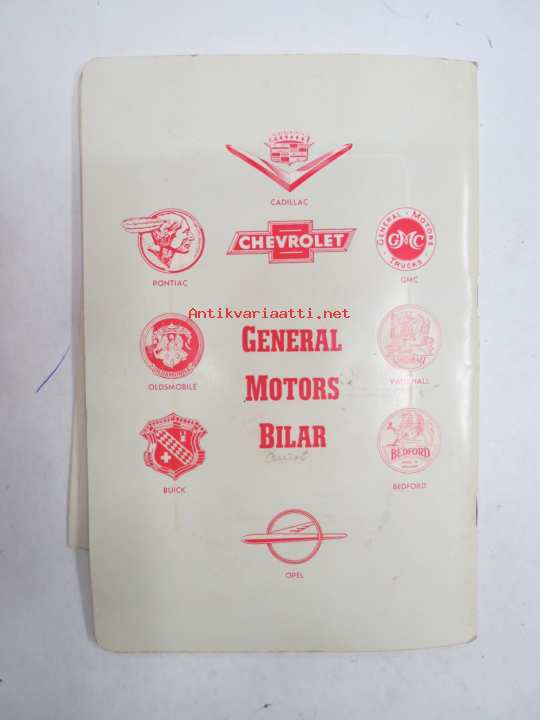 CADILLAC
CHEVROLET
GENERAL MOTORS
GMC
TRUCKS
PONTIAC
GMC
Antikvariaatti.net
GENERAL
MOTORS
BILAR
OLDSMOBILE
VAUXHALL
BUICK
BEDFORD
BEDFORD
OPEL